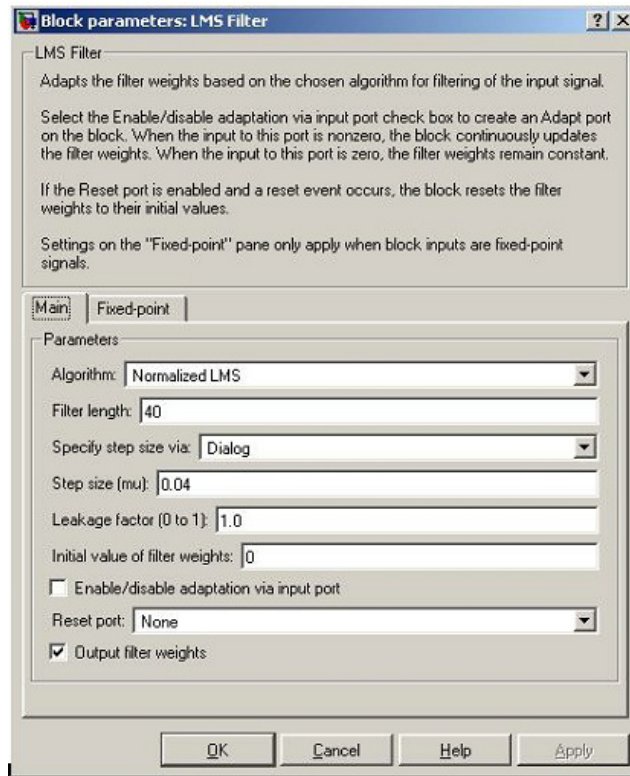 Block parameters: LMS Filter
LMS Filter
Adapts the filter weights based on the chosen algorithm for filtering of the input signal.
Select the Enable/disable adaptation via input port check box to create an Adapt port
on the block. When the input to this port is nonzero, the block continuously updates
the filter weights. When the input to this port is zero, the filter weights remain constant.
If the Reset port is enabled and a reset event occurs, the block resets the filter
weights to their initial values.
Settings on the "Fixed-point" pane only apply when block inputs are fixed-point
signals.
Main Fixed-point
Parameters
Algorithm: Normalized LMS
Filter length: 40
Specify step size via: Dialog
Step size (mu): 0.04
Leakage factor (0 to 1): 1.0
Initial value of filter weights: 0
Enable/disable adaptation via input port
Reset port: None
Output filter weights
OK Cancel Help Apply